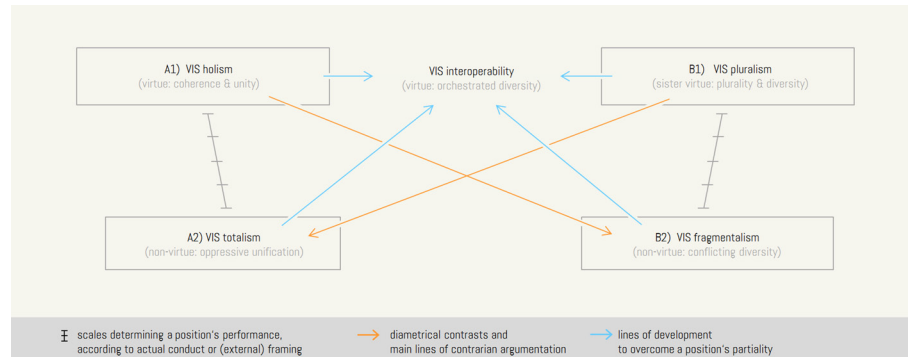 A1) VIS holism
(virtue: coherence & unity)
VIS interoperability
(virtue: orchestrated diversity)
B1) VIS pluralism
(sister virtue: plurality & diversity)
A2) VIS totalism
(non-virtue: oppressive unification)
B2) VIS fragmentalism
(non-virtue: conflicting diversity)
scales determining a position's performance,
according to actual conduct or (external) framing
diametrical contrasts and
main lines of contrarian argumentation
lines of development
to overcome a position's partiality